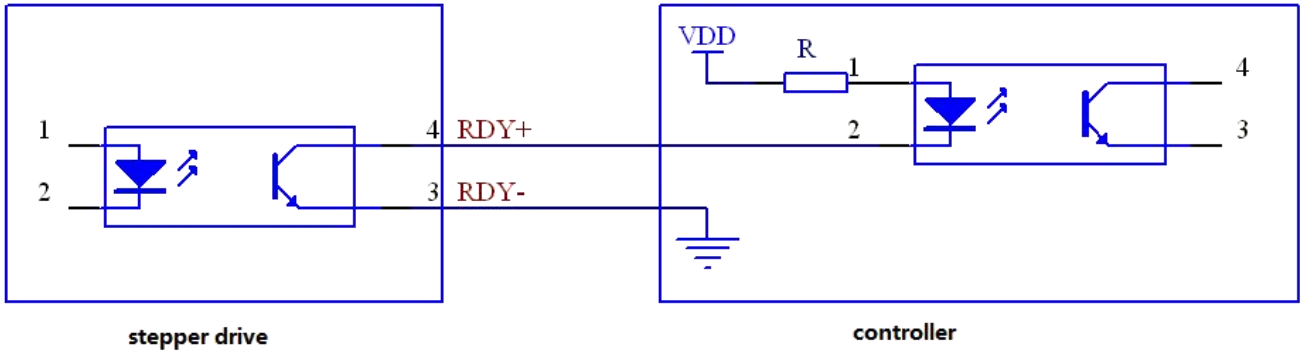 VDD
R
1
4
1
4 RDY+
2
3
2
3 RDY-
stepper drive
controller